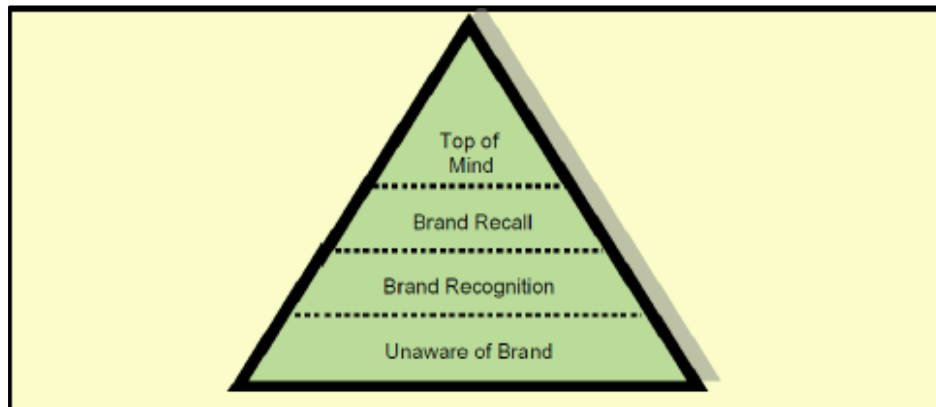 Top of
Mind
Brand Recall
Brand Recognition
Unaware of Brand